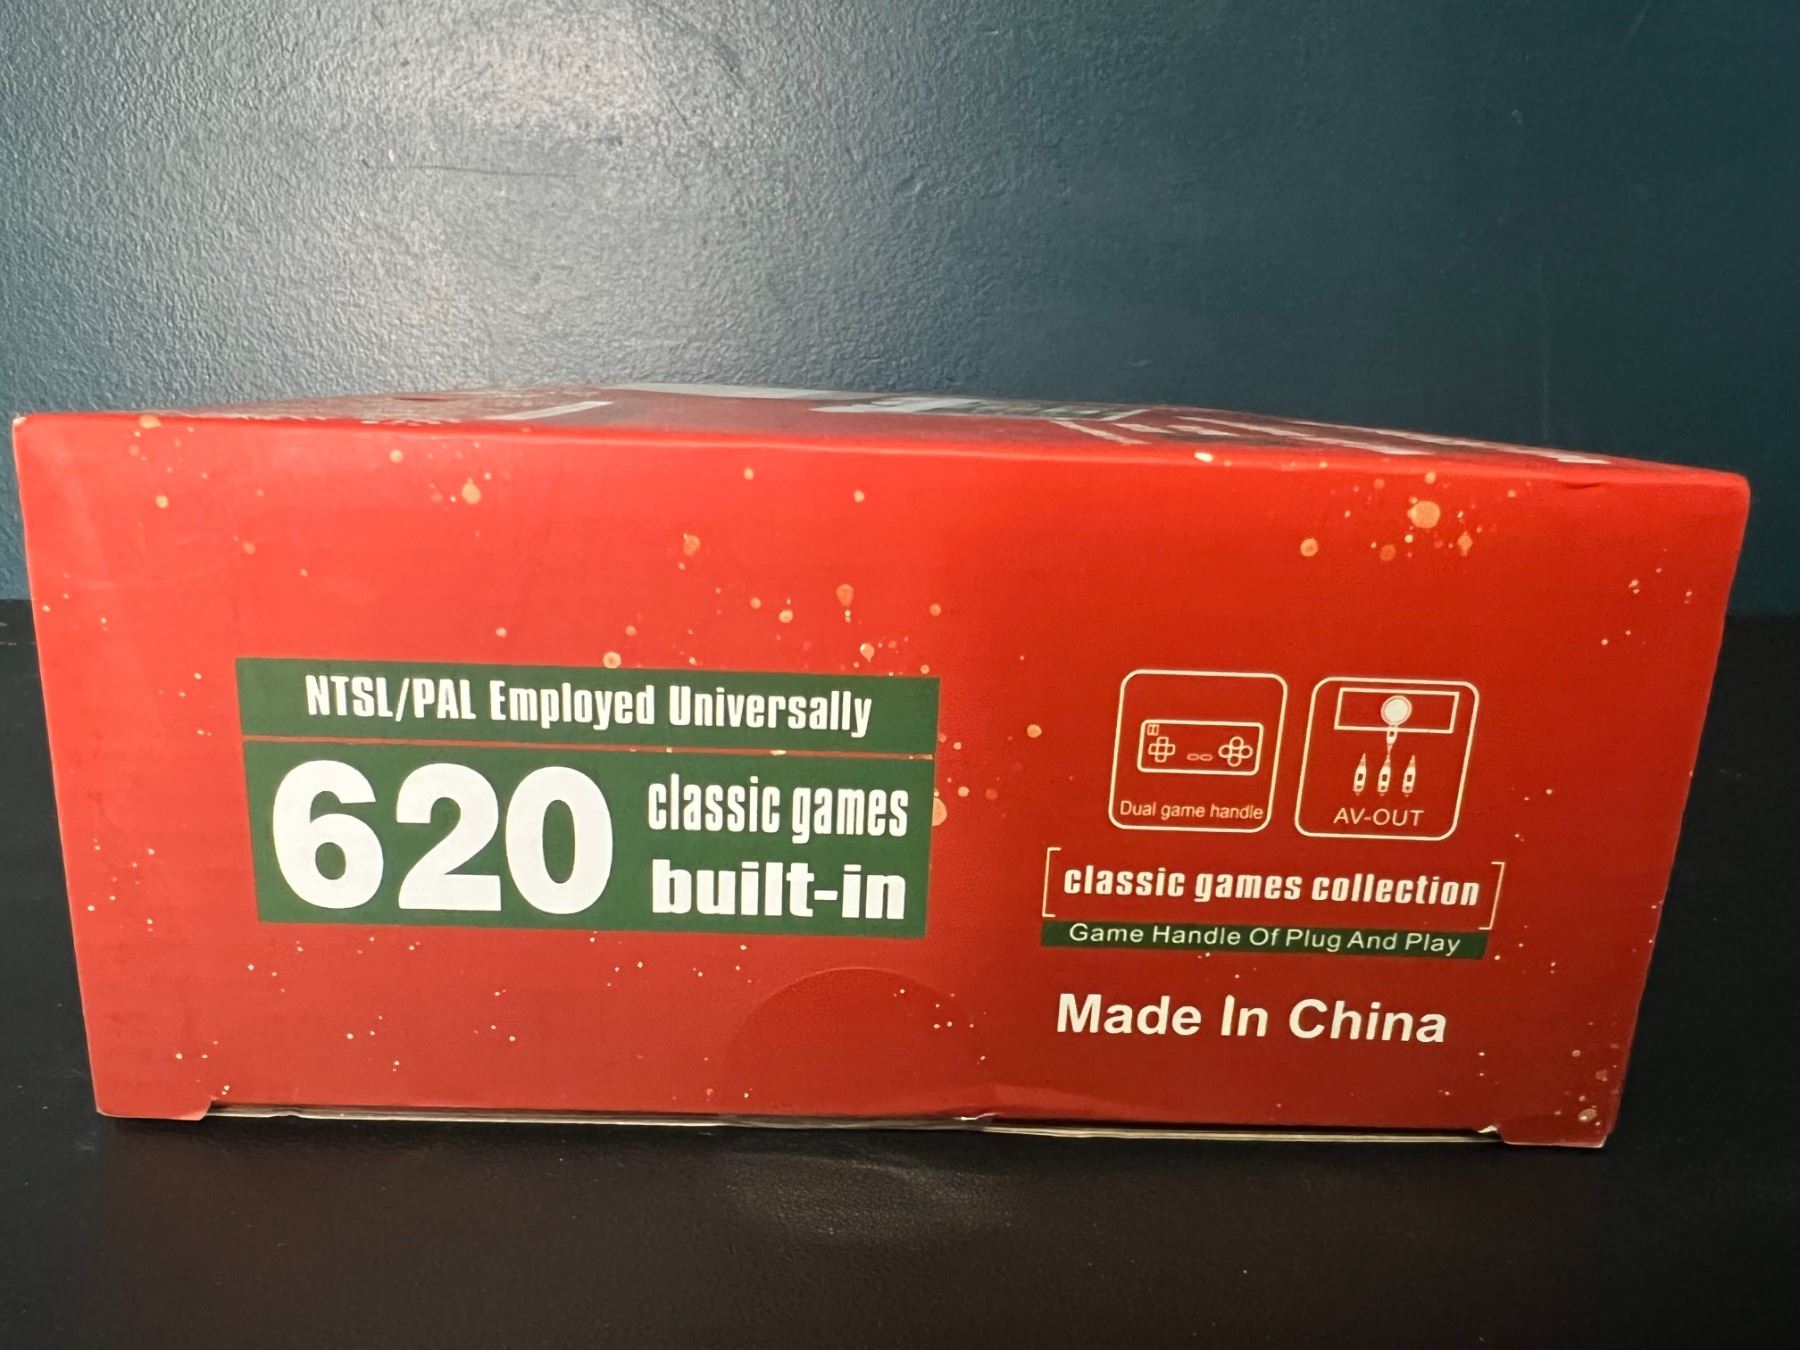 NTSL/PAL Employed Universally
620 classic games
built-in
Dual game handle
AV-OUT
classic games collection
Game Handle Of Plug And Play
Made In China